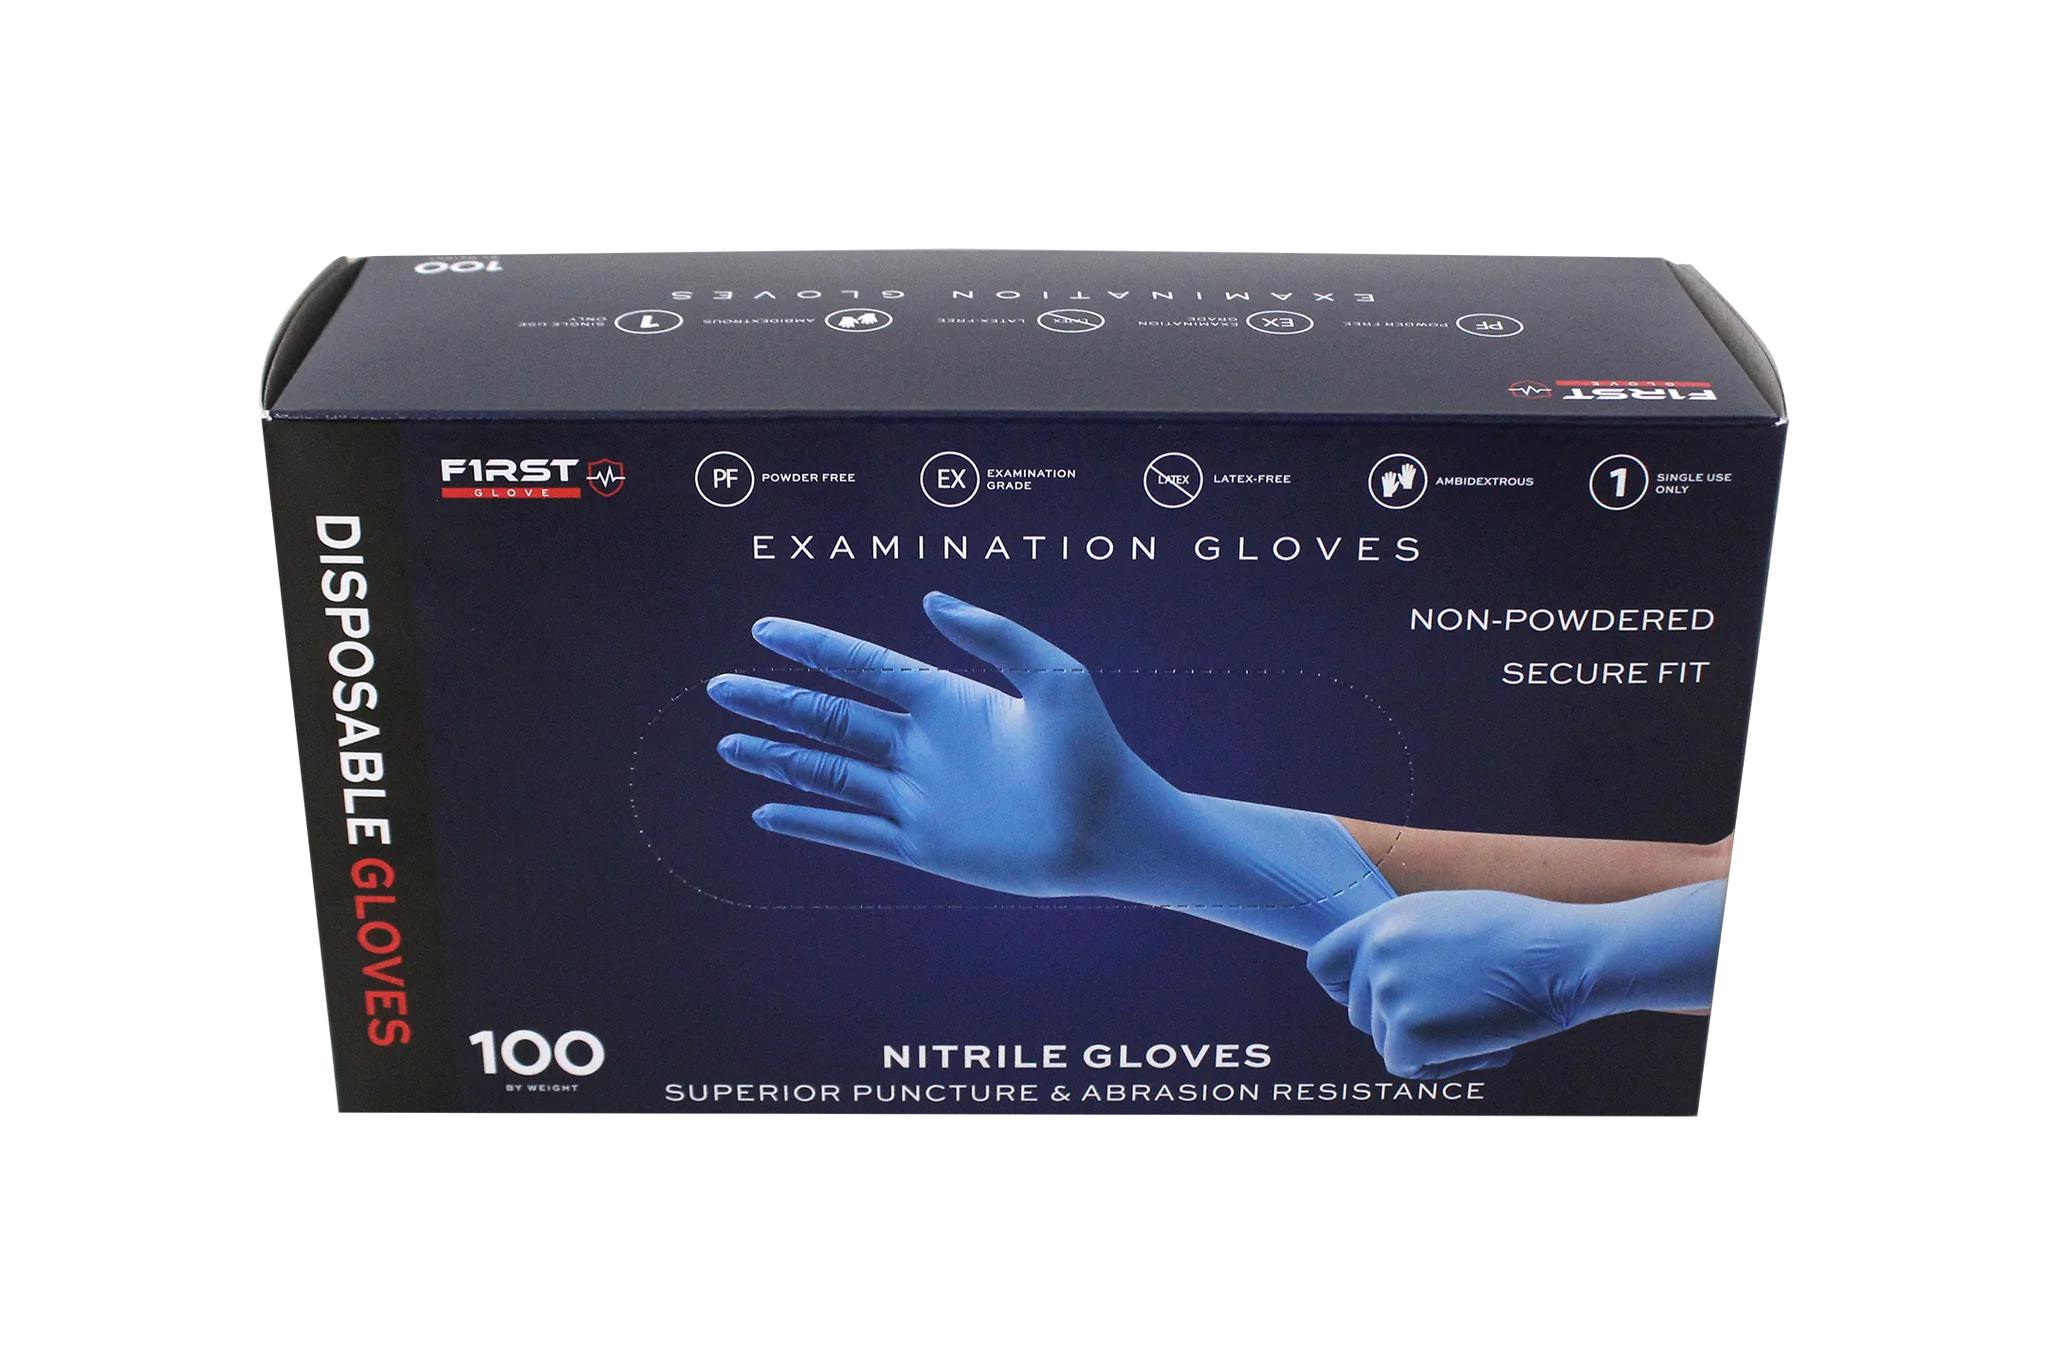 100
BY WEIGHT
EXAMINATION GLOVES
PF POWDER FREE
EX EXAMINATION
GRADE
LATEX LATEX-FREE
AMBIDEXTROUS
1 SINGLE USE
ONLY
F1RST
GLOVE
DISPOSABLE GLOVES
F1RST
GLOVE
PF POWDER FREE
EX EXAMINATION
GRADE
LATEX LATEX-FREE
AMBIDEXTROUS
1 SINGLE USE
ONLY
EXAMINATION GLOVES
NON-POWDERED
SECURE FIT
100
BY WEIGHT
NITRILE GLOVES
SUPERIOR PUNCTURE & ABRASION RESISTANCE